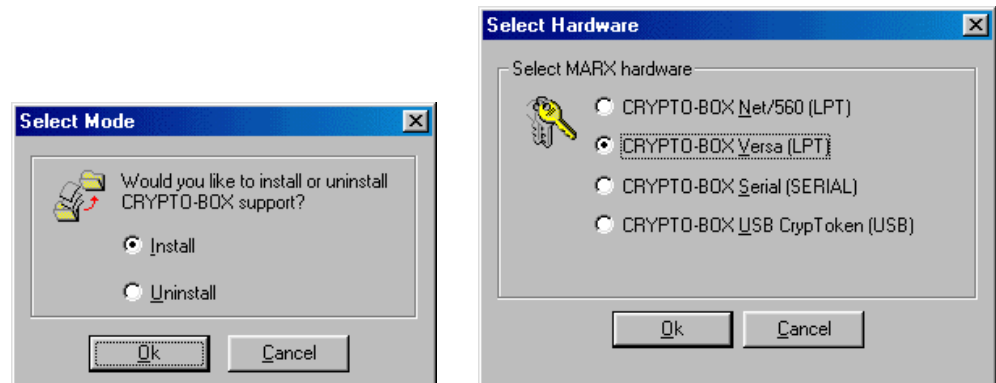 Select Mode
Would you like to install or uninstall
CRYPTO-BOX support?
Install
Uninstall
Ok
Cancel
Select Hardware
Select MARX hardware
CRYPTO-BOX Net/560 (LPT)
CRYPTO-BOX Versa (LPT)
CRYPTO-BOX Serial (SERIAL)
CRYPTO-BOX USB CrypToken (USB)
Ok
Cancel